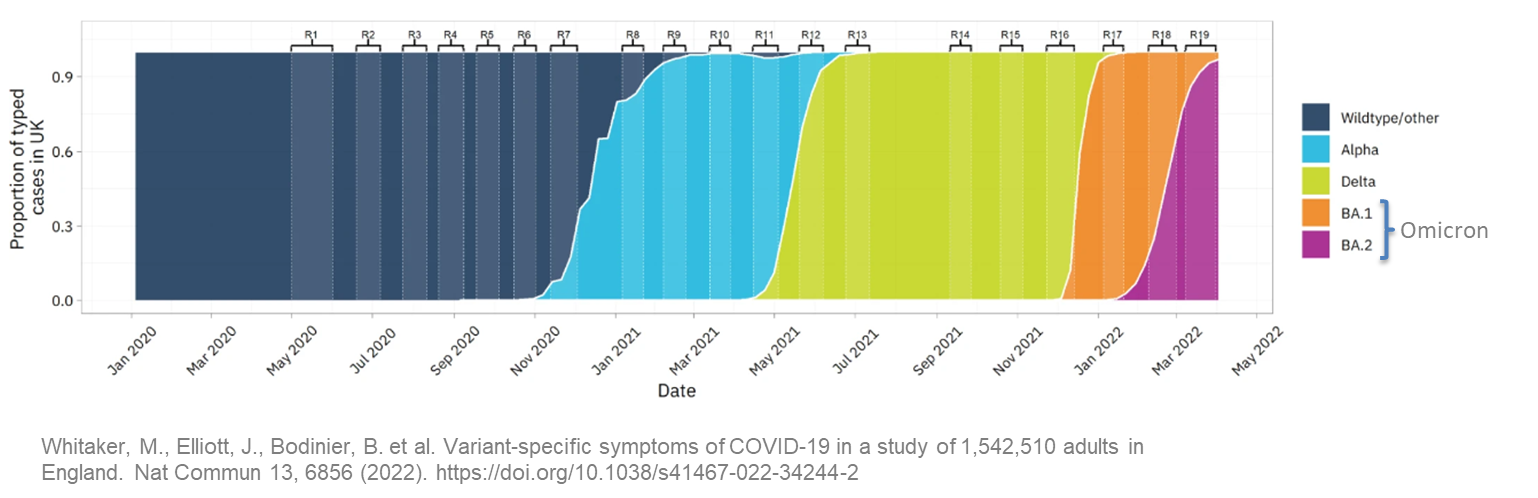 R1 R2 R3 R4 R5 R6 R7 R8 R9 R10 R11 R12 R13 R14 R15 R16 R17 R18 R19
Proportion of typed
cases in UK
0.9
0.6
0.3
0.0
Jan 2020 Mar 2020 May 2020 Jul 2020 Sep 2020 Nov 2020 Jan 2021 Mar 2021 May 2021 Jul 2021 Sep 2021 Nov 2021 Jan 2022 Mar 2022 May 2022
Date
Wildtype/other
Alpha
Delta
BA.1
BA.2
Omicron
Whitaker, M., Elliott, J., Bodinier, B. et al. Variant-specific symptoms of COVID-19 in a study of 1,542,510 adults in
England. Nat Commun 13, 6856 (2022). https://doi.org/10.1038/s41467-022-34244-2